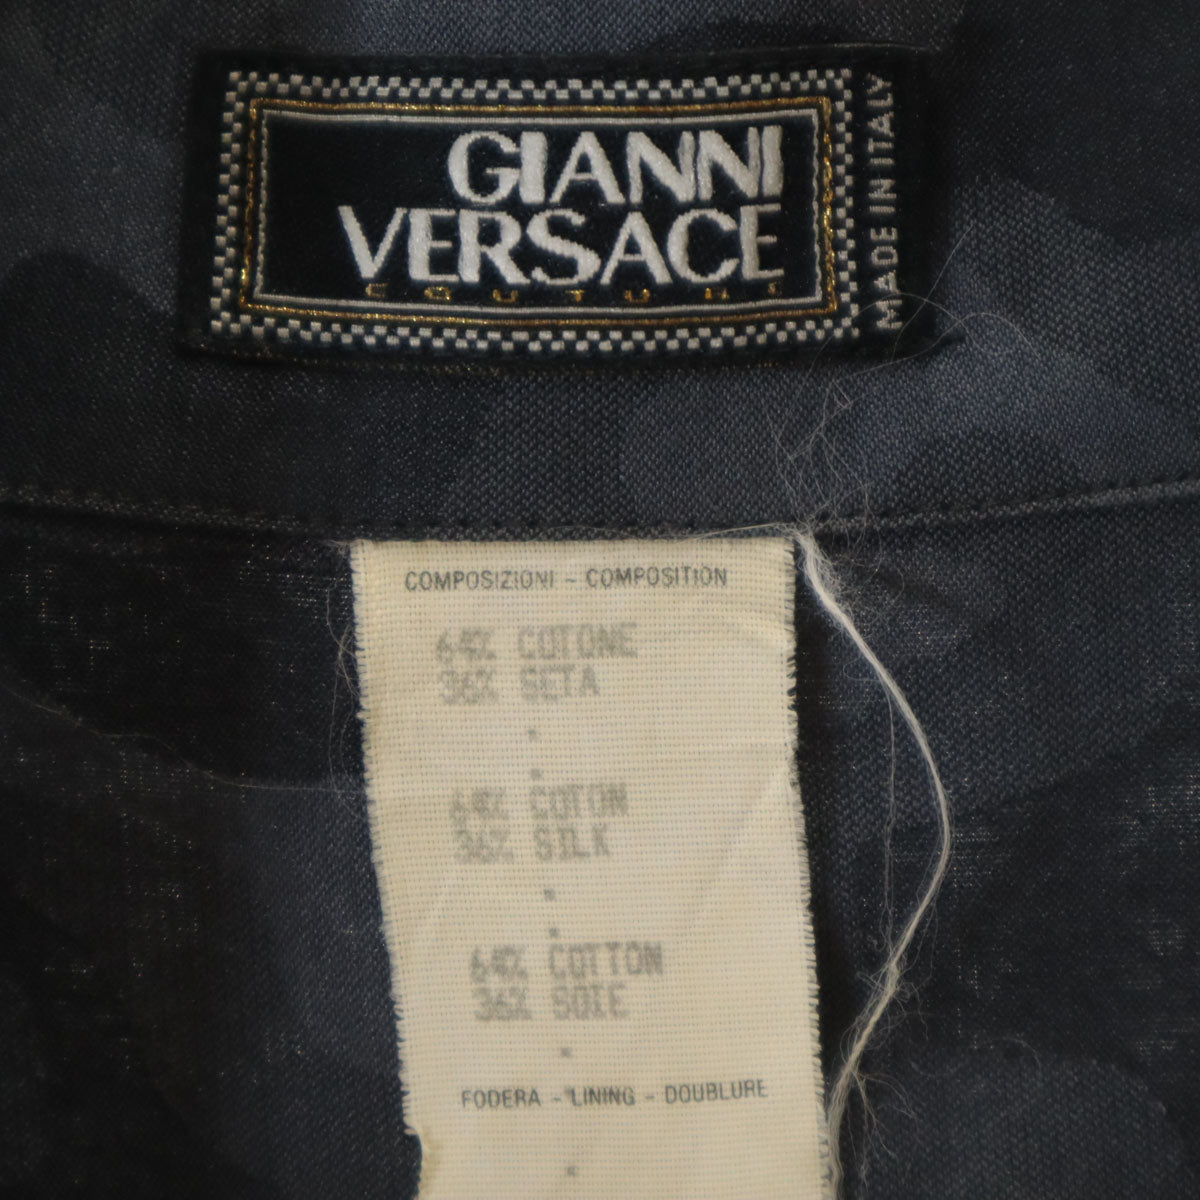 GIANNI
VERSACE
COUTURE
MADE IN ITALY
COMPOSIZIONI - COMPOSITION
64% COTONE
36% SETA
64% COTON
36% SILK
64% COTTON
36% SOIE
FODERA - LINING - DOUBLURE